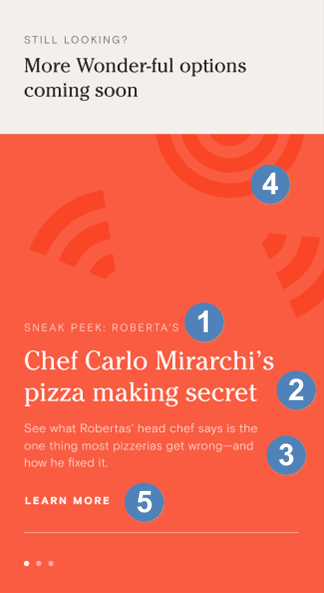 STILL LOOKING?
More Wonder-ful options
coming soon
4
SNEAK PEEK: ROBERTA'S
1
Chef Carlo Mirarchi's
pizza making secret
2
See what Robertas' head chef says is the
one thing most pizzerias get wrong—and
how he fixed it.
3
LEARN MORE
5